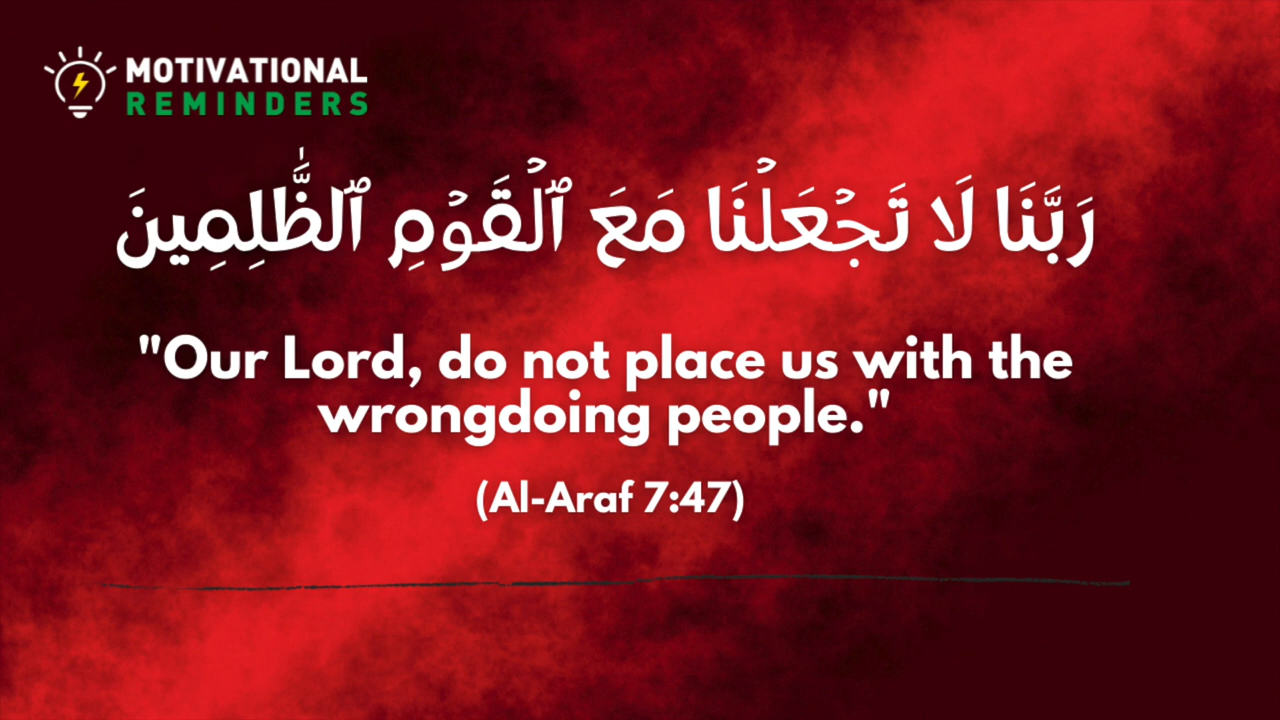 MOTIVATIONAL
REMINDERS
رَبَّنَا لَا تَجۡعَلۡنَا مَعَ ٱلۡقَوۡمِ ٱلظَّٰلِمِينَ
"Our Lord, do not place us with the
wrongdoing people."
(Al-Araf 7:47)